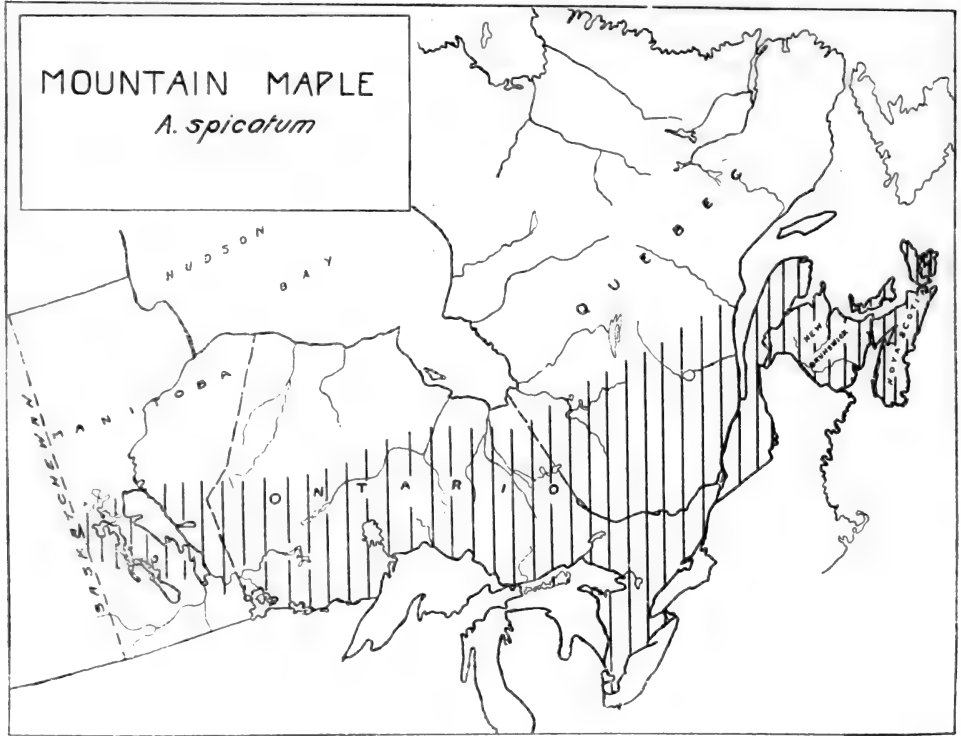 MOUNTAIN MAPLE
A. spicatum
HUDSON
BAY
QUEBEC
MANITOBA
SASKATCHEWAN
ONTARIO
NEW
BRUNSWICK
NOVA SCOTIA